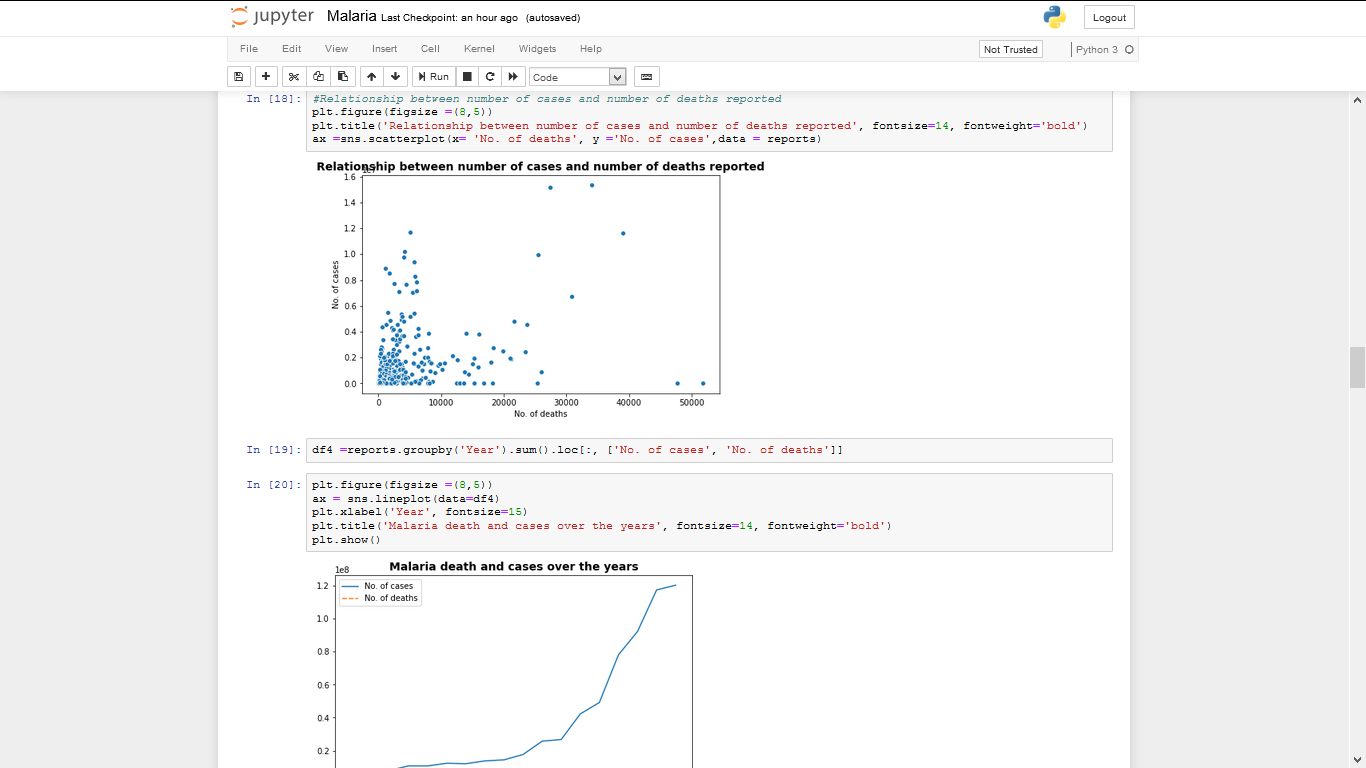 jupyter Malaria Last Checkpoint: an hour ago (autosaved)
Logout
File Edit View Insert Cell Kernel Widgets Help
Not Trusted
Python 3
Run
Code
In [18]:
#Relationship between number of cases and number of deaths reported
plt.figure(figsize =(8,5))
plt.title('Relationship between number of cases and number of deaths reported', fontsize=14, fontweight='bold')
ax =sns.scatterplot(x= 'No. of deaths', y ='No. of cases',data = reports)
Relationship between number of cases and number of deaths reported
1.6
1.4
1.2
1.0
0.8
0.6
0.4
0.2
0.0
No. of cases
0 10000 20000 30000 40000 50000
No. of deaths
In [19]:
df4 =reports.groupby('Year').sum().loc[:, ['No. of cases', 'No. of deaths']]
In [20]:
plt.figure(figsize =(8,5))
ax = sns.lineplot(data=df4)
plt.xlabel('Year', fontsize=15)
plt.title('Malaria death and cases over the years', fontsize=14, fontweight='bold')
plt.show()
Malaria death and cases over the years
1e8
No. of cases
No. of deaths
1.2
1.0
0.8
0.6
0.4
0.2